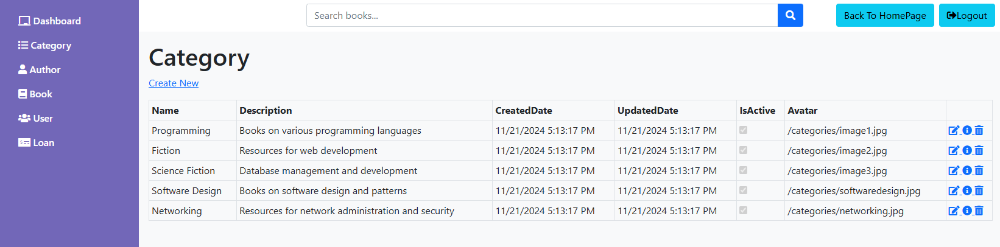 Dashboard
Category
Author
Book
User
Loan
Search books...
Back To HomePage
Logout
Category
Create New
Name Description CreatedDate UpdatedDate IsActive Avatar
Programming Books on various programming languages 11/21/2024 5:13:17 PM 11/21/2024 5:13:17 PM /categories/image1.jpg
Fiction Resources for web development 11/21/2024 5:13:17 PM 11/21/2024 5:13:17 PM /categories/image2.jpg
Science Fiction Database management and development 11/21/2024 5:13:17 PM 11/21/2024 5:13:17 PM /categories/image3.jpg
Software Design Books on software design and patterns 11/21/2024 5:13:17 PM 11/21/2024 5:13:17 PM /categories/softwaredesign.jpg
Networking Resources for network administration and security 11/21/2024 5:13:17 PM 11/21/2024 5:13:17 PM /categories/networking.jpg